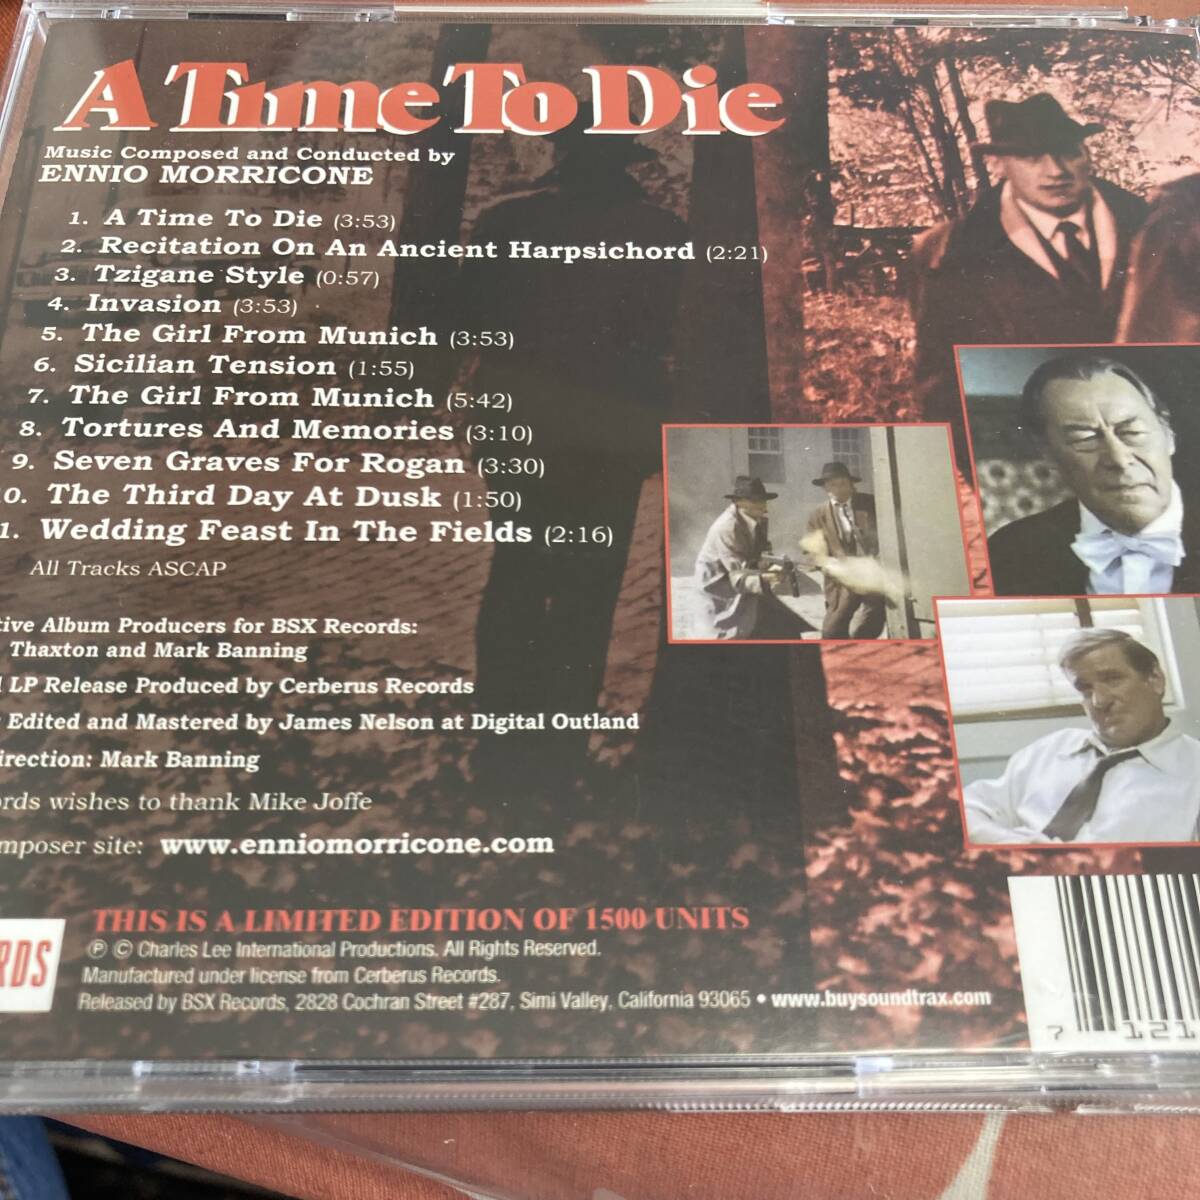 A Time To Die
Music Composed and Conducted by
ENNIO MORRICONE
1. A Time To Die (3:53)
2. Recitation On An Ancient Harpsichord (2:21)
3. Tzigane Style (0:57)
4. Invasion (3:53)
5. The Girl From Munich (3:53)
6. Sicilian Tension (1:55)
7. The Girl From Munich (5:42)
8. Tortures And Memories (3:10)
9. Seven Graves For Rogan (3:30)
0. The Third Day At Dusk (1:50)
1. Wedding Feast In The Fields (2:16)
All Tracks ASCAP
tive Album Producers for BSX Records:
Thaxton and Mark Banning
l LP Release Produced by Cerberus Records
Edited and Mastered by James Nelson at Digital Outland
irection: Mark Banning
ords wishes to thank Mike Joffe
mposer site: www.enniomorricone.com
THIS IS A LIMITED EDITION OF 1500 UNITS
RDS
℗ © Charles Lee International Productions. All Rights Reserved.
Manufactured under license from Cerberus Records.
Released by BSX Records, 2828 Cochran Street #287, Simi Valley, California 93065 • www.buysoundtrax.com
7 121